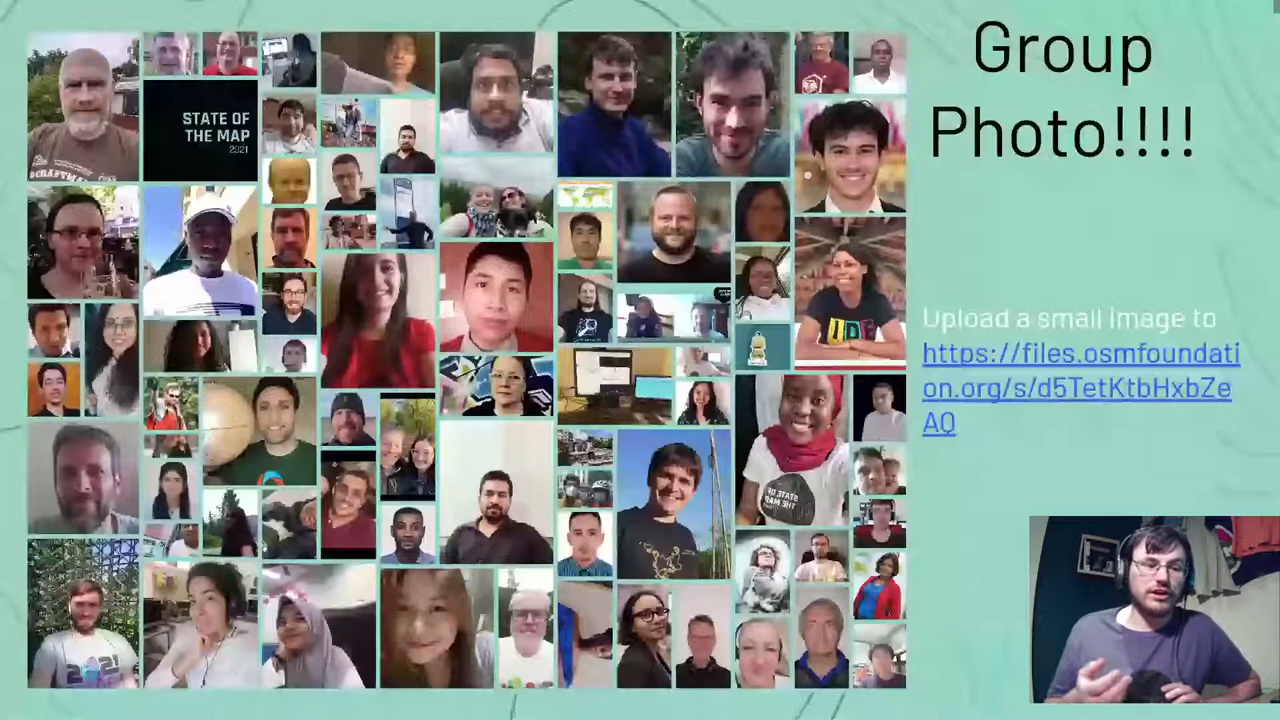 Group
Photo!!!!
STATE OF
THE MAP
2021
Upload a small image to
https://files.osmfoundati
on.org/s/d5TetKtbHxbZe
AQ